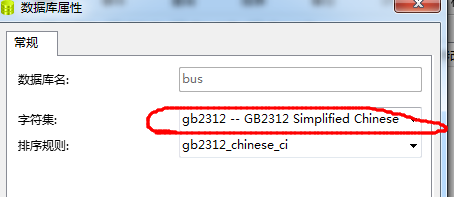 数据库属性
常规
数据库名:
bus
字符集:
gb2312 -- GB2312 Simplified Chinese
排序规则:
gb2312_chinese_ci